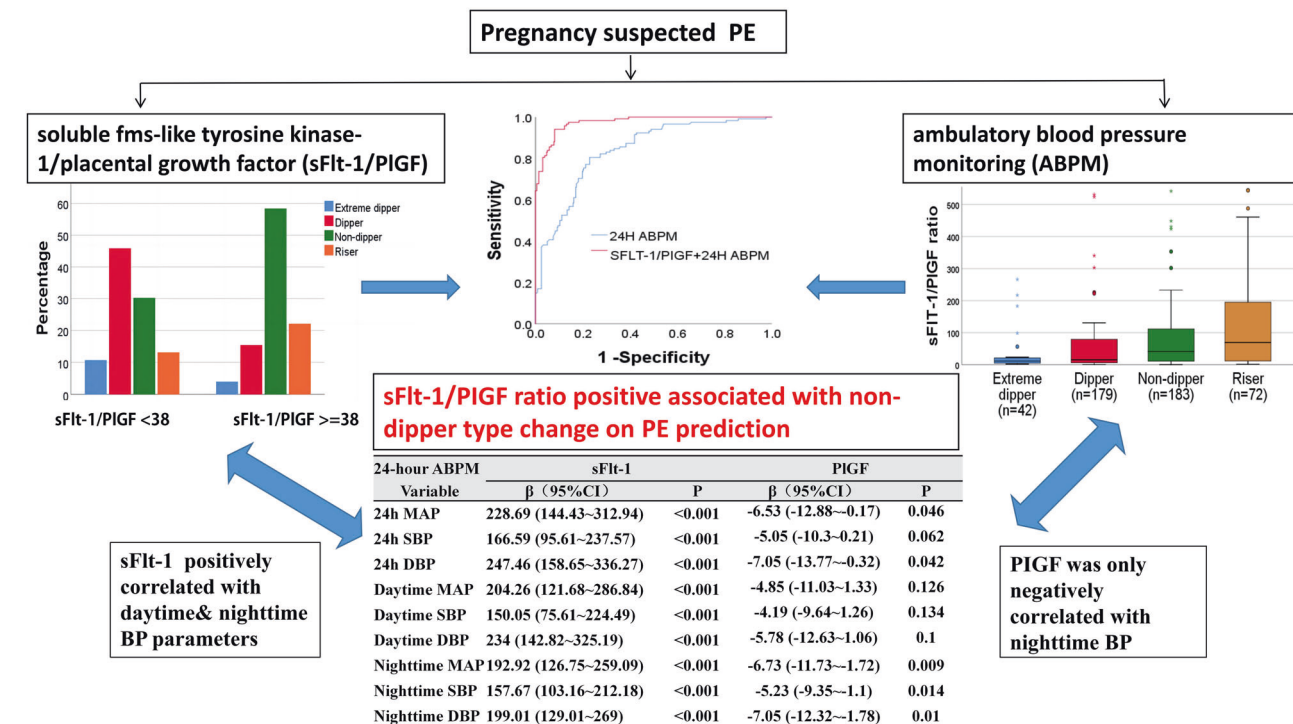 Pregnancy suspected PE
soluble fms-like tyrosine kinase-
1/placental growth factor (sFlt-1/PlGF)
60
50
40
30
20
10
0
Percentage
Extreme dipper
Dipper
Non-dipper
Riser
sFlt-1/PlGF <38
sFlt-1/PlGF >=38
1.0
0.8
0.6
0.4
0.2
0.0
Sensitivity
24H ABPM
SFLT-1/PIGF+24H ABPM
0.0 0.2 0.4 0.6 0.8 1.0
1 -Specificity
ambulatory blood pressure
monitoring (ABPM)
500
400
300
200
100
0
sFIT-1/PIGF ratio
Extreme
dipper
(n=42)
Dipper
(n=179)
Non-dipper
(n=183)
Riser
(n=72)
sFlt-1/PlGF ratio positive associated with non-
dipper type change on PE prediction
24-hour ABPM sFlt-1 PlGF
Variable β（95%CI） P β（95%CI） P
24h MAP 228.69 (144.43~312.94) <0.001 -6.53 (-12.88~-0.17) 0.046
24h SBP 166.59 (95.61~237.57) <0.001 -5.05 (-10.3~0.21) 0.062
24h DBP 247.46 (158.65~336.27) <0.001 -7.05 (-13.77~-0.32) 0.042
Daytime MAP 204.26 (121.68~286.84) <0.001 -4.85 (-11.03~1.33) 0.126
Daytime SBP 150.05 (75.61~224.49) <0.001 -4.19 (-9.64~1.26) 0.134
Daytime DBP 234 (142.82~325.19) <0.001 -5.78 (-12.63~1.06) 0.1
Nighttime MAP 192.92 (126.75~259.09) <0.001 -6.73 (-11.73~-1.72) 0.009
Nighttime SBP 157.67 (103.16~212.18) <0.001 -5.23 (-9.35~-1.1) 0.014
Nighttime DBP 199.01 (129.01~269) <0.001 -7.05 (-12.32~-1.78) 0.01
sFlt-1 positively
correlated with
daytime& nighttime
BP parameters
PlGF was only
negatively
correlated with
nighttime BP